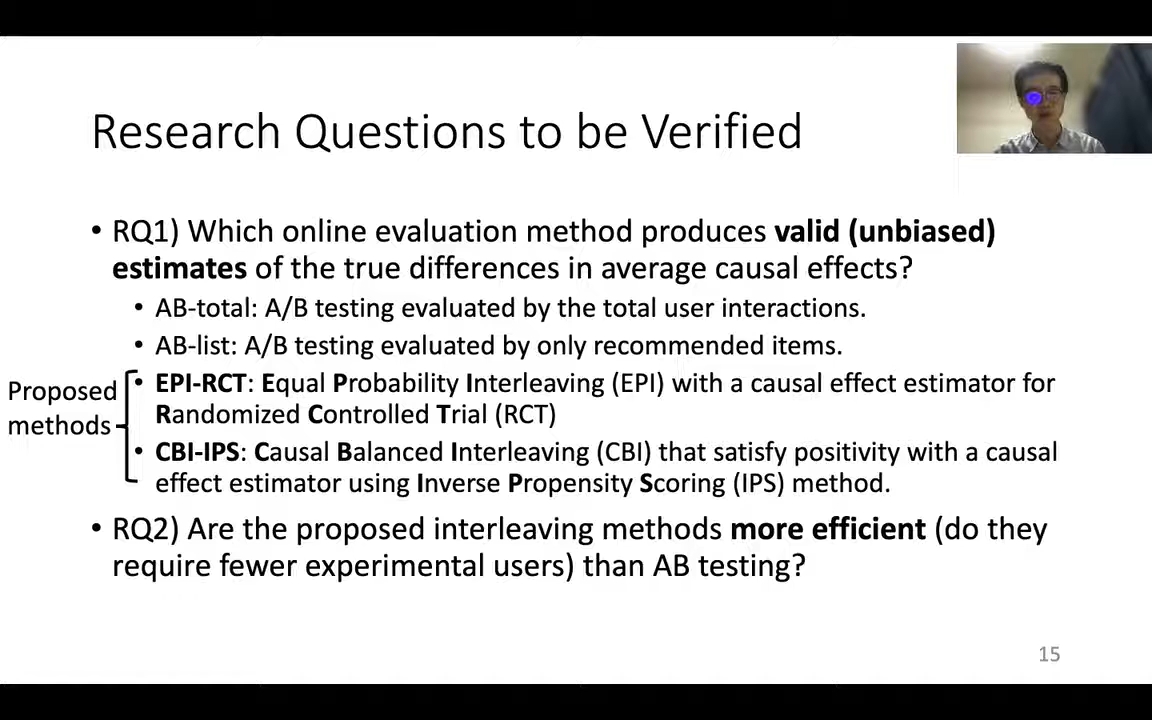 Research Questions to be Verified
• RQ1) Which online evaluation method produces valid (unbiased)
estimates of the true differences in average causal effects?
• AB-total: A/B testing evaluated by the total user interactions.
• AB-list: A/B testing evaluated by only recommended items.
Proposed
methods
• EPI-RCT: Equal Probability Interleaving (EPI) with a causal effect estimator for
Randomized Controlled Trial (RCT)
• CBI-IPS: Causal Balanced Interleaving (CBI) that satisfy positivity with a causal
effect estimator using Inverse Propensity Scoring (IPS) method.
• RQ2) Are the proposed interleaving methods more efficient (do they
require fewer experimental users) than AB testing?
15